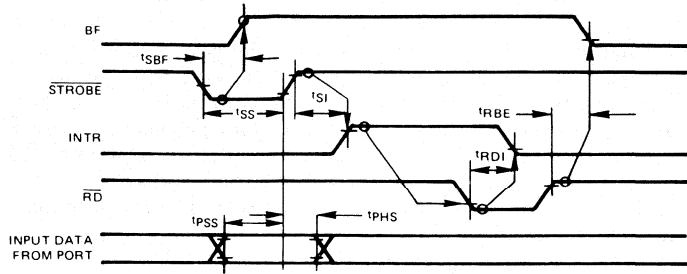 BF
tSBF
STROBE
tSS
tSI
tRBE
INTR
tRDI
RD
tPSS
tPHS
INPUT DATA
FROM PORT